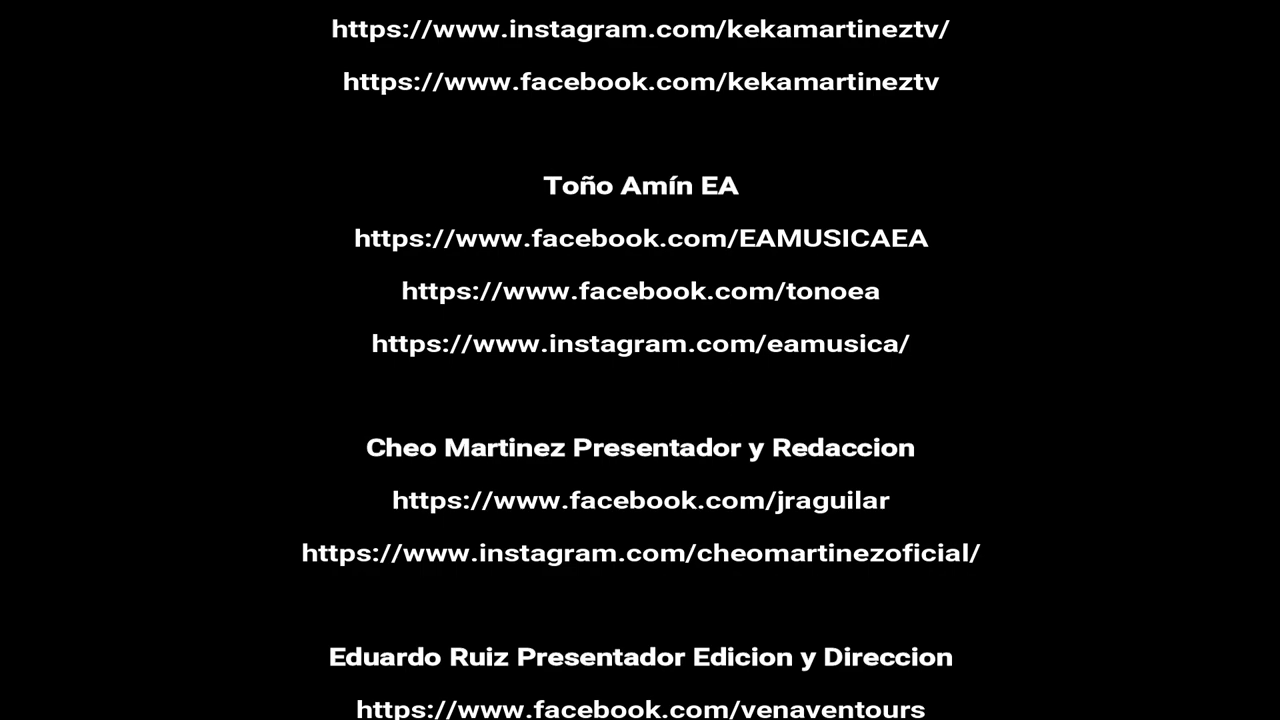 https://www.instagram.com/kekamartineztv/
https://www.facebook.com/kekamartineztv
Toño Amín EA
https://www.facebook.com/EAMUSICAEA
https://www.facebook.com/tonoea
https://www.instagram.com/eamusica/
Cheo Martinez Presentador y Redaccion
https://www.facebook.com/jraguilar
https://www.instagram.com/cheomartinezoficial/
Eduardo Ruiz Presentador Edicion y Direccion
https://www.facebook.com/venaventours